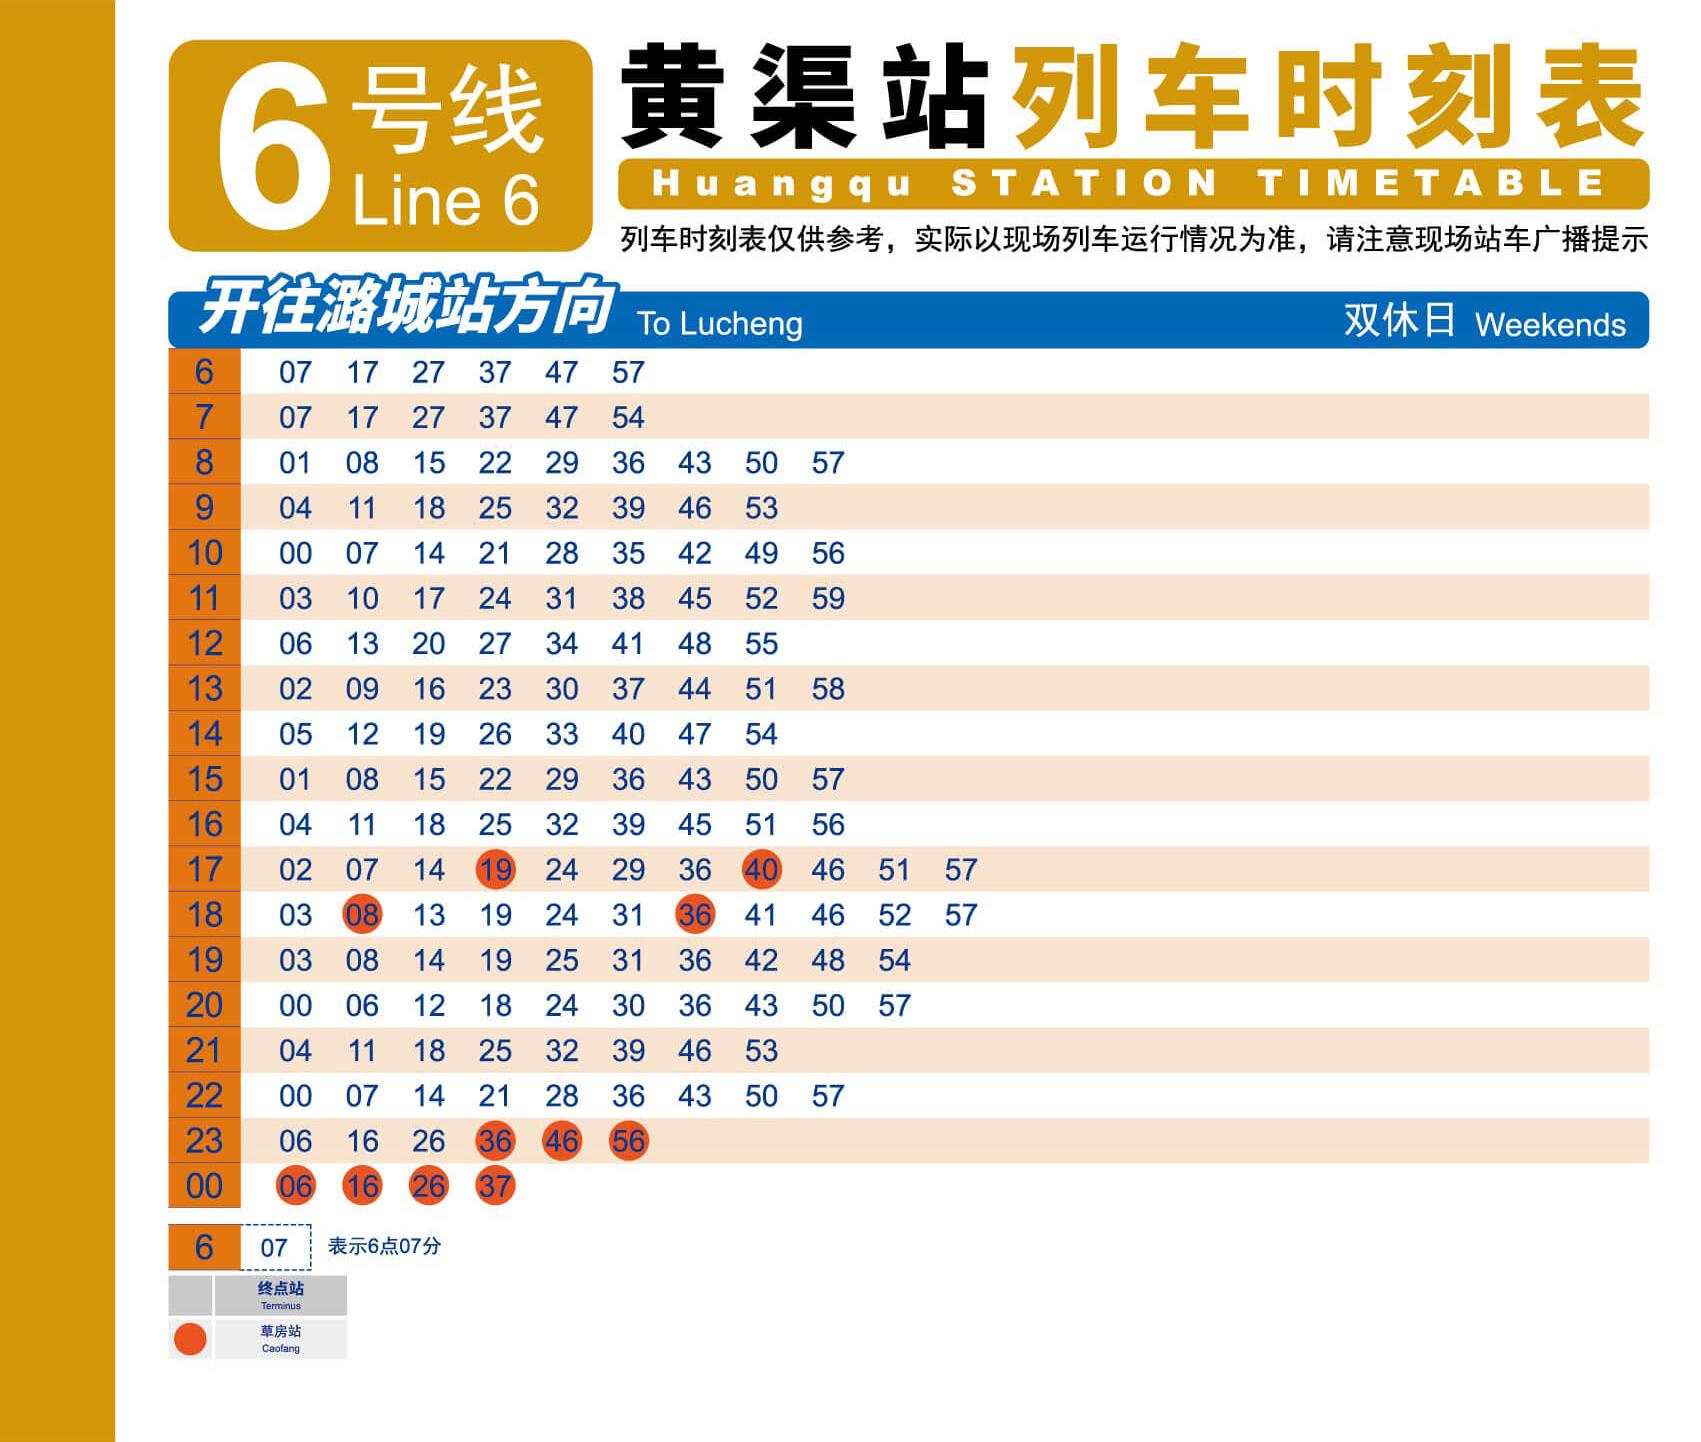 6号线
Line 6
黄渠站列车时刻表
Huangqu STATION TIMETABLE
列车时刻表仅供参考，实际以现场列车运行情况为准，请注意现场站车广播提示
开往潞城站方向 To Lucheng 双休日 Weekends
6 07 17 27 37 47 57
7 07 17 27 37 47 54
8 01 08 15 22 29 36 43 50 57
9 04 11 18 25 32 39 46 53
10 00 07 14 21 28 35 42 49 56
11 03 10 17 24 31 38 45 52 59
12 06 13 20 27 34 41 48 55
13 02 09 16 23 30 37 44 51 58
14 05 12 19 26 33 40 47 54
15 01 08 15 22 29 36 43 50 57
16 04 11 18 25 32 39 45 51 56
17 02 07 14 19 24 29 36 40 46 51 57
18 03 08 13 19 24 31 36 41 46 52 57
19 03 08 14 19 25 31 36 42 48 54
20 00 06 12 18 24 30 36 43 50 57
21 04 11 18 25 32 39 46 53
22 00 07 14 21 28 36 43 50 57
23 06 16 26 36 46 56
00 06 16 26 37
6 07 表示6点07分
终点站
Terminus
草房站
Caofang